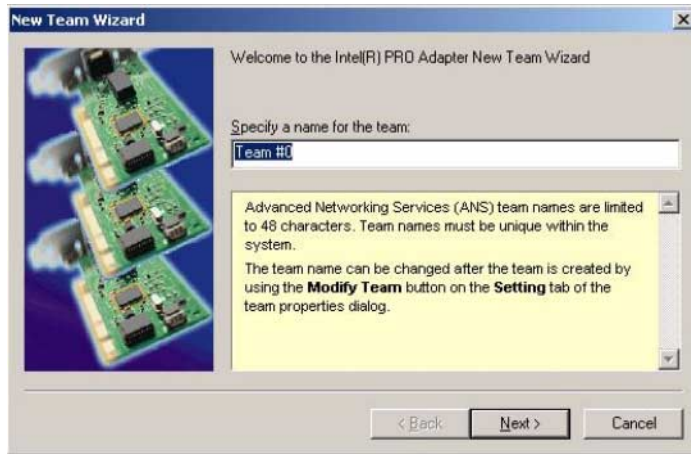 New Team Wizard
Welcome to the Intel(R) PRO Adapter New Team Wizard
Specify a name for the team:
Team #0
Advanced Networking Services (ANS) team names are limited
to 48 characters. Team names must be unique within the
system.
The team name can be changed after the team is created by
using the Modify Team button on the Setting tab of the
team properties dialog.
< Back
Next >
Cancel